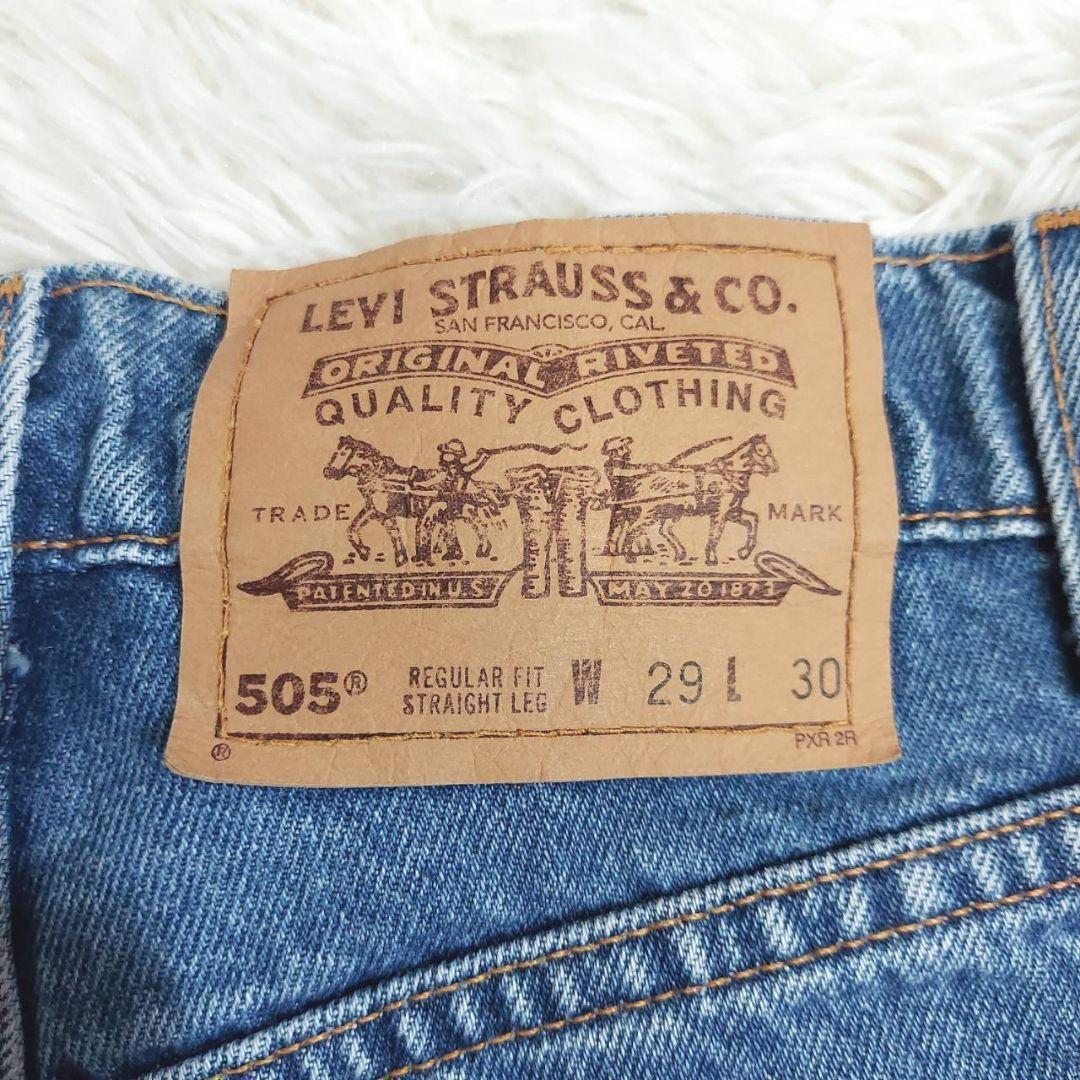 LEVI STRAUSS & CO.
SAN FRANCISCO, CAL.
ORIGINAL RIVETED
QUALITY CLOTHING
TRADE MARK
PATENTED IN U.S. MAY 20 1873
505® REGULAR FIT W 29 L 30
STRAIGHT LEG
® PXR 2R